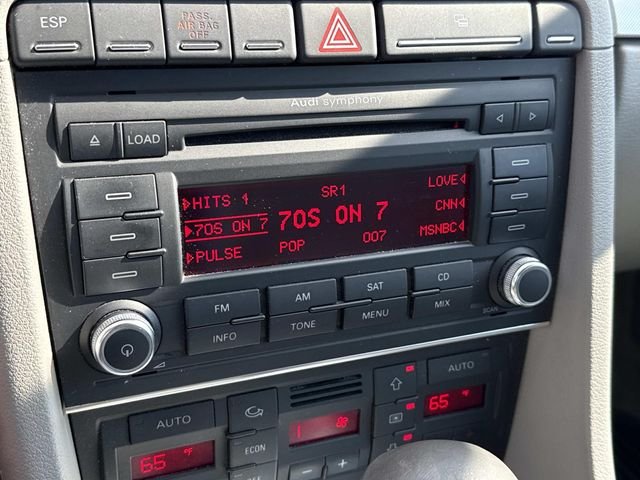 ESP
PASS.
AIR BAG
OFF
Audi symphony
LOAD
HITS 1
SR1
LOVE
70S ON 7
70S ON 7
CNN
PULSE
POP
007
MSNBC
FM
AM
SAT
CD
INFO
TONE
MENU
MIX
SCAN
AUTO
AUTO
ECON
65 °F
1
65 °F